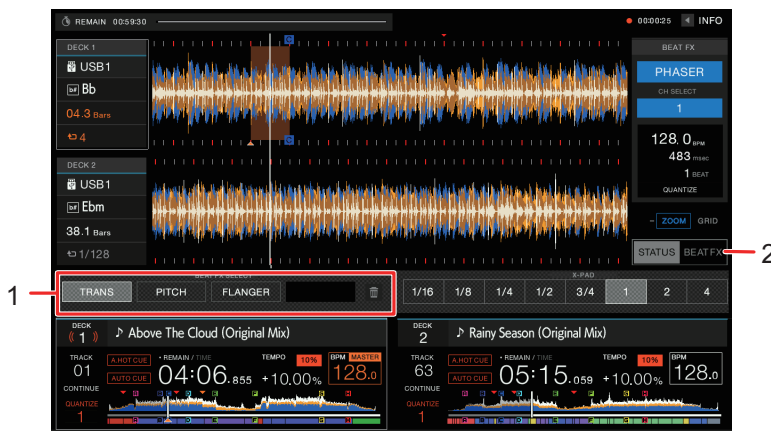 REMAIN 00:59:30
00:00:25 INFO
DECK 1
USB1
Bb
04.3 Bars
4
C
C
DECK 2
USB1
Ebm
38.1 Bars
1/128
BEAT FX
PHASER
CH SELECT
1
128.0 BPM
483 msec
1 BEAT
QUANTIZE
- ZOOM GRID
STATUS BEAT FX
2
1
BEAT FX SELECT
TRANS PITCH FLANGER
X-PAD
1/16 1/8 1/4 1/2 3/4 1 2 4
DECK
1
Above The Cloud (Original Mix)
TRACK
01
CONTINUE
QUANTIZE
1
A.HOT CUE
AUTO CUE
REMAIN / TIME
04:06.855
TEMPO 10%
+10.00%
BPM MASTER
128.0
DECK
2
Rainy Season (Original Mix)
TRACK
63
CONTINUE
QUANTIZE
1
A.HOT CUE
AUTO CUE
REMAIN / TIME
05:15.059
TEMPO 10%
+10.00%
BPM
128.0